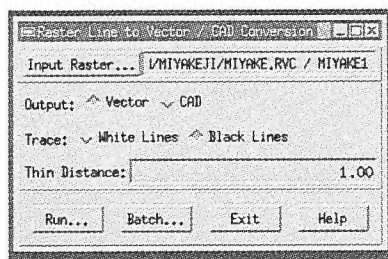 Raster Line to Vector / CAD Conversion
Input Raster... I/MIYAKEJI/MIYAKE.RVC / MIYAKE1
Output: Vector CAD
Trace: White Lines Black Lines
Thin Distance: 1.00
Run... Batch... Exit Help